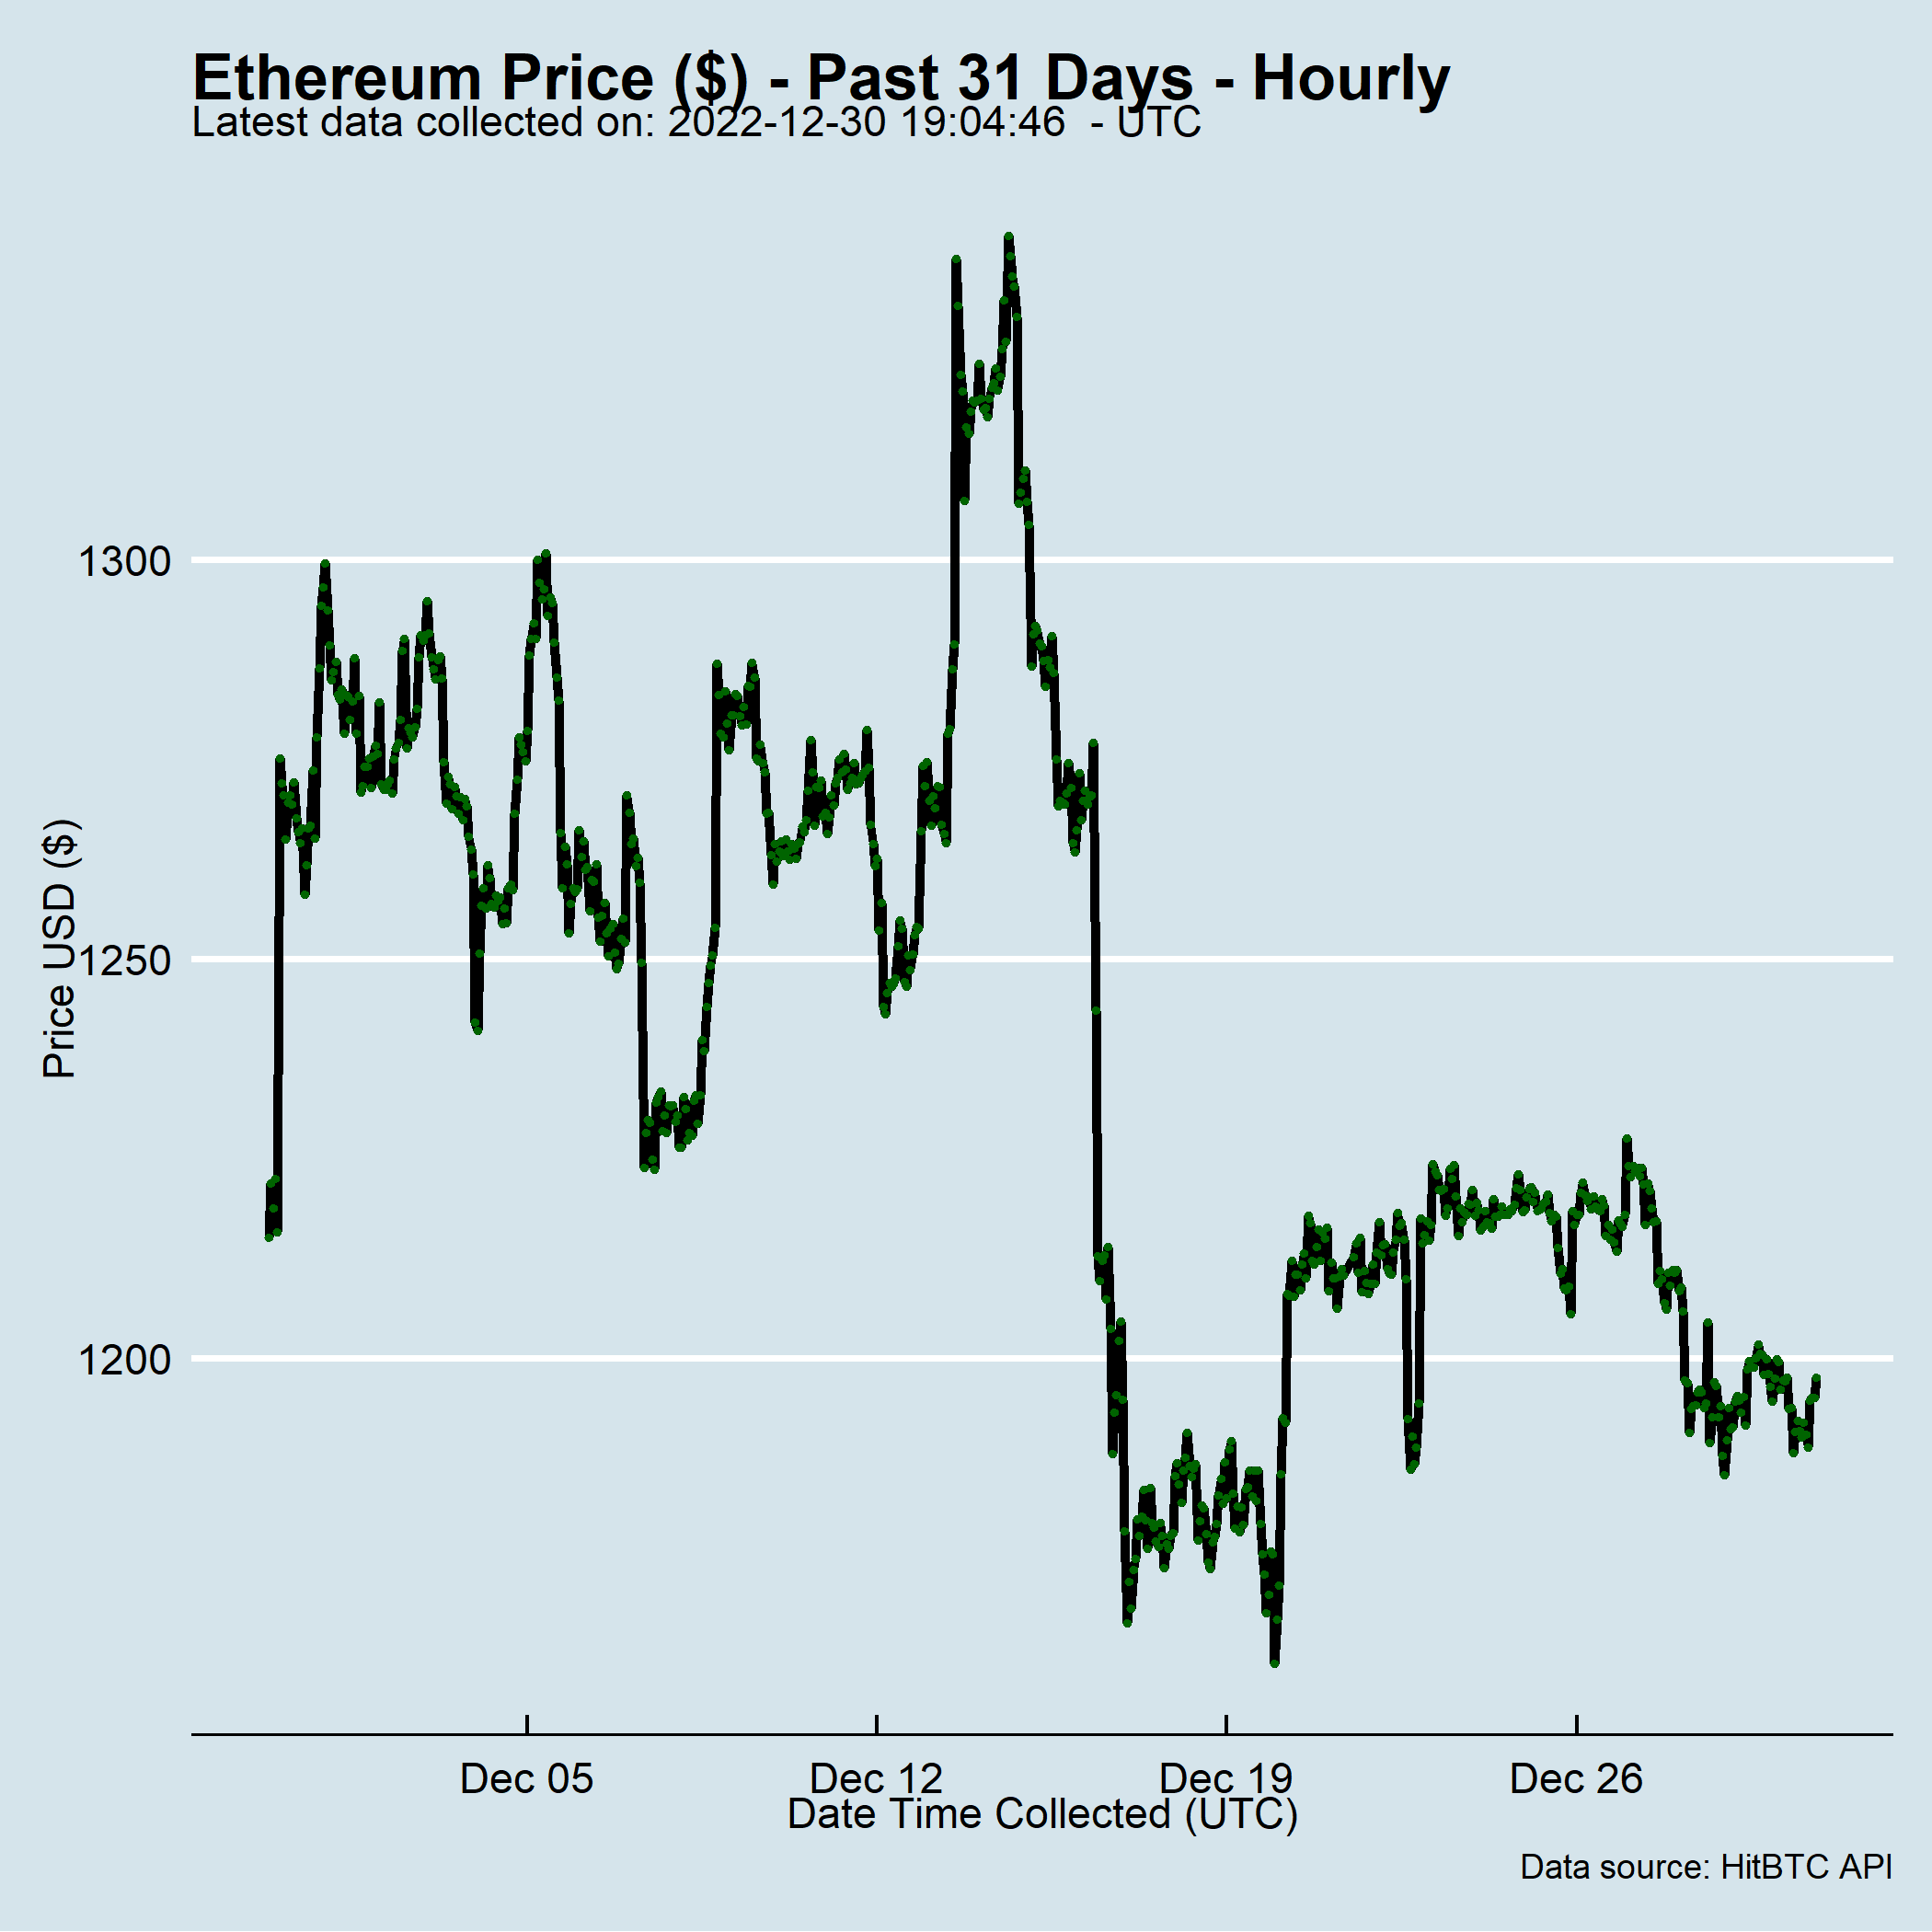 Ethereum Price ($) - Past 31 Days - Hourly
Latest data collected on: 2022-12-30 19:04:46  - UTC
1300
1250
1200
Price USD ($)
Dec 05
Dec 12
Dec 19
Dec 26
Date Time Collected (UTC)
Data source: HitBTC API